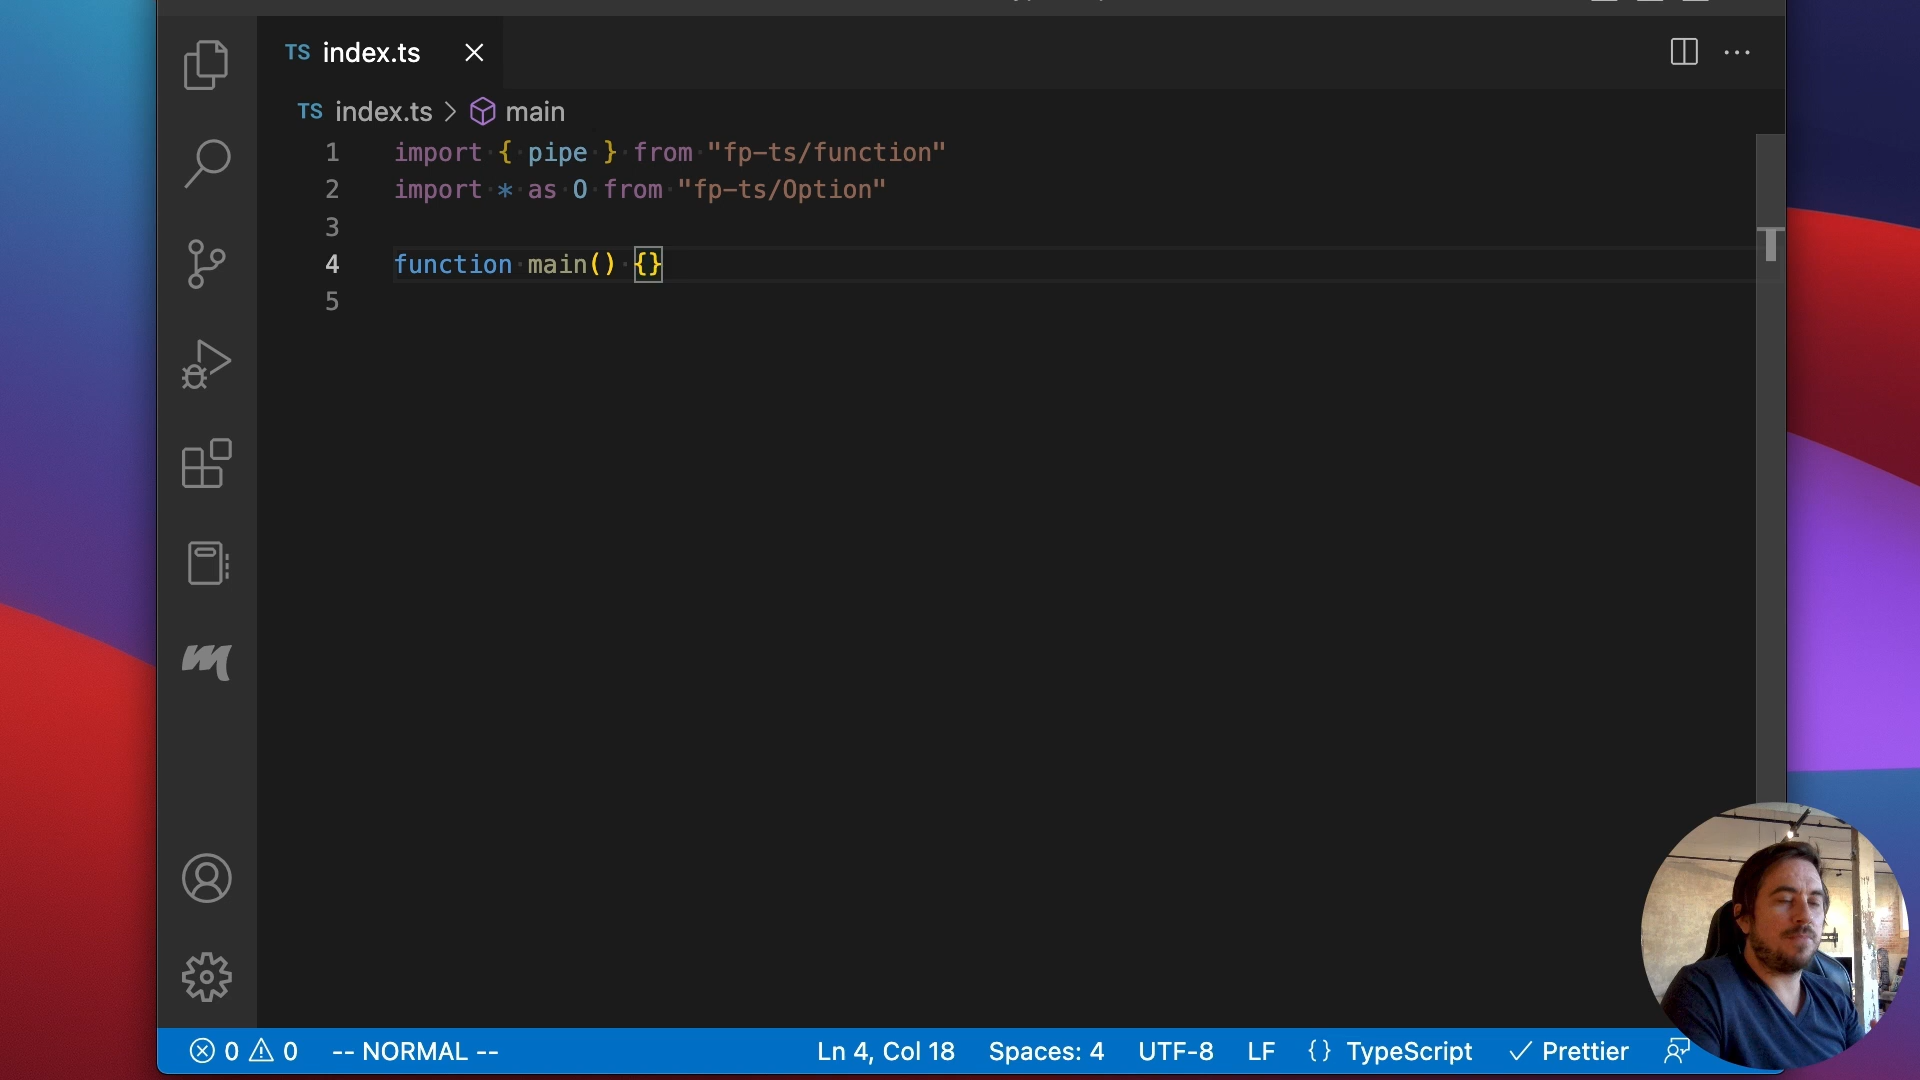 TS index.ts
TS index.ts > main
1 import { pipe } from "fp-ts/function"
2 import * as O from "fp-ts/Option"
3
4 function main() {}
5
0 0 -- NORMAL -- Ln 4, Col 18 Spaces: 4 UTF-8 LF {} TypeScript Prettier